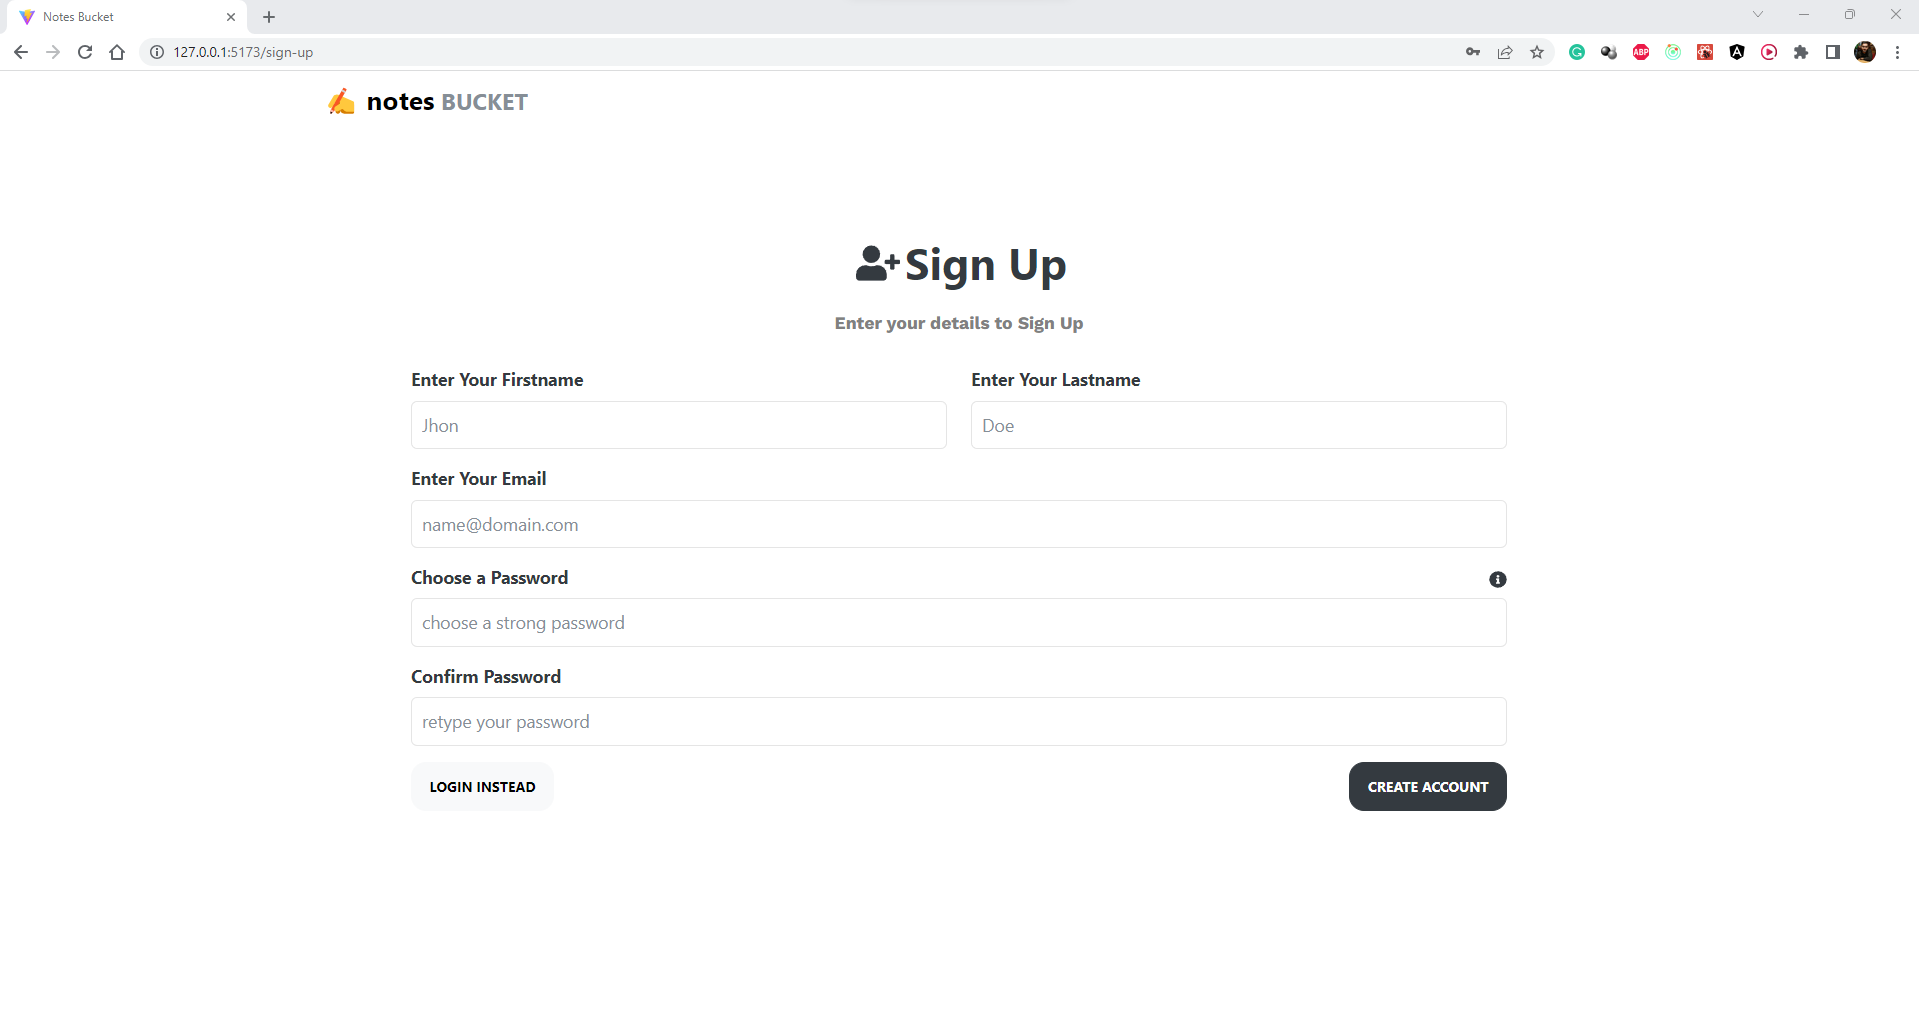 Notes Bucket
127.0.0.1:5173/sign-up
ABP
notes BUCKET
Sign Up
Enter your details to Sign Up
Enter Your Firstname
Enter Your Lastname
Jhon
Doe
Enter Your Email
name@domain.com
Choose a Password
choose a strong password
Confirm Password
retype your password
LOGIN INSTEAD
CREATE ACCOUNT